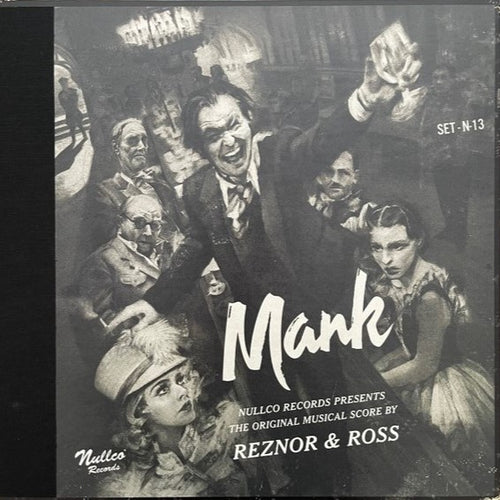 SET-N-13
Mank
NULLCO RECORDS PRESENTS
THE ORIGINAL MUSICAL SCORE BY
REZNOR & ROSS
Nullco
Records